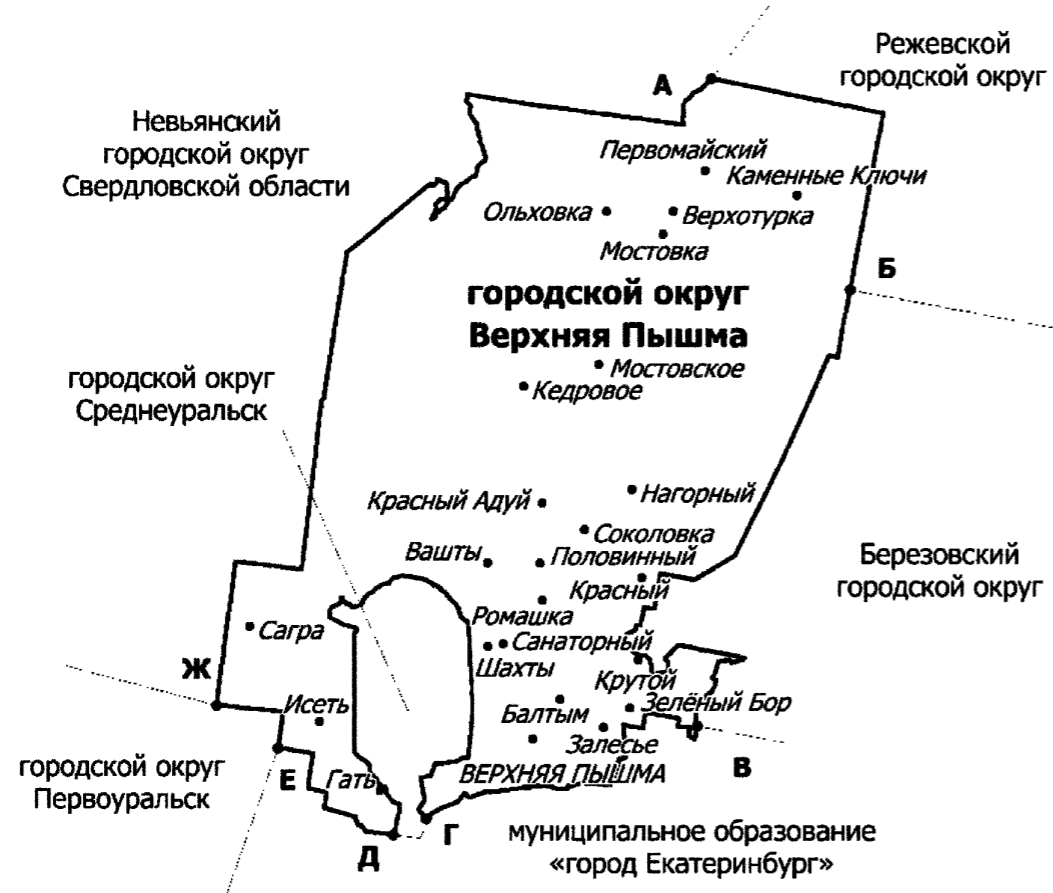 Режевской
городской округ
А
Невьянский
городской округ
Свердловской области
Первомайский
Каменные Ключи
Ольховка
Верхотурка
Мостовка
Б
городской округ
Верхняя Пышма
Мостовское
Кедровое
городской округ
Среднеуральск
Красный Адуй
Нагорный
Соколовка
Вашты
Половинный
Березовский
городской округ
Красный
Ромашка
Сагра
Санаторный
Шахты
Ж
Крутой
Исеть
Балтым
Зелёный Бор
Залесье
В
городской округ
Первоуральск
Е
Гать
ВЕРХНЯЯ ПЫШМА
Г
Д
муниципальное образование
«город Екатеринбург»